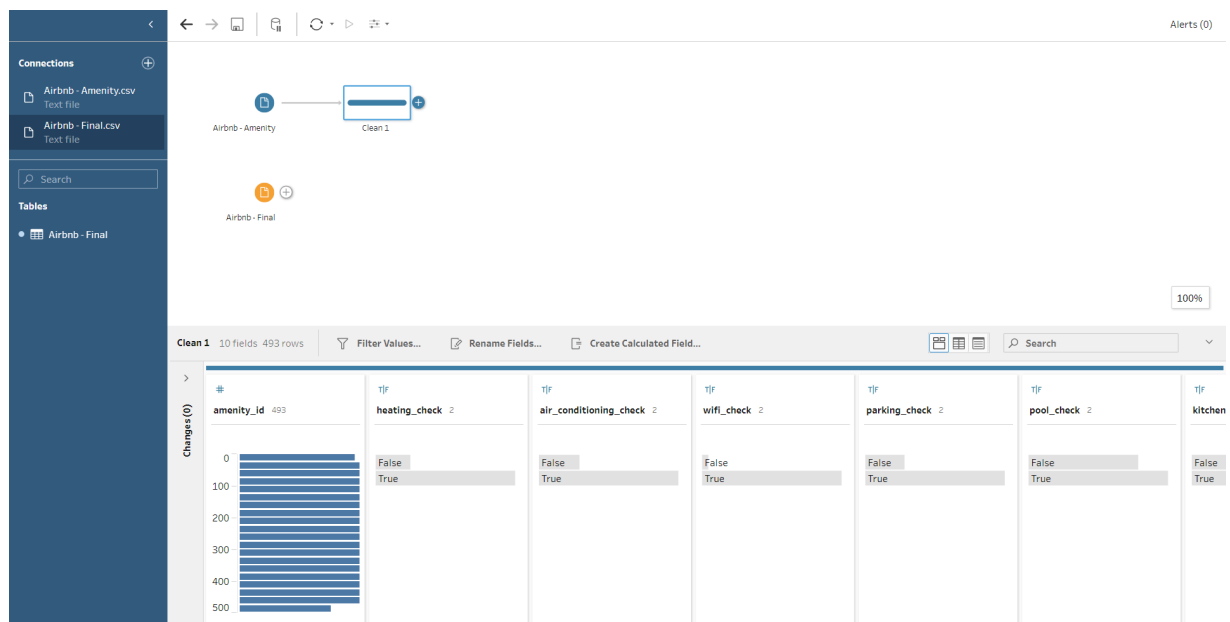 Alerts (0)
Connections
Airbnb - Amenity.csv
Text file
Airbnb - Final.csv
Text file
Search
Tables
Airbnb - Final
Airbnb - Amenity
Clean 1
Airbnb - Final
100%
Clean 1 10 fields 493 rows Filter Values... Rename Fields... Create Calculated Field... Search
Changes (0)
# T|F T|F T|F T|F T|F T|F
amenity_id 493 heating_check 2 air_conditioning_check 2 wifi_check 2 parking_check 2 pool_check 2 kitchen
0 False False False False False False
100 True True True True True True
200
300
400
500